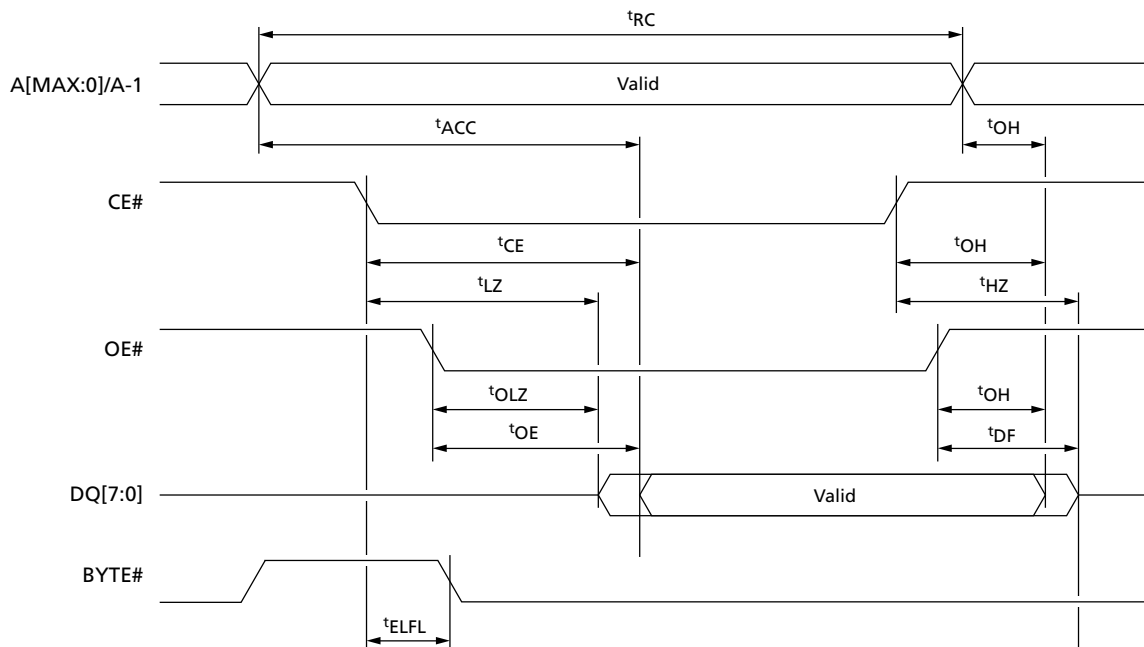 tRC
A[MAX:0]/A-1
Valid
tACC
tOH
CE#
tCE
tOH
tLZ
tHZ
OE#
tOLZ
tOH
tOE
tDF
DQ[7:0]
Valid
BYTE#
tELFL